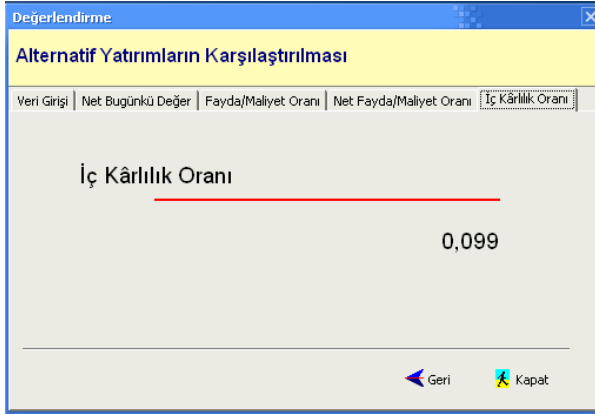 Değerlendirme
Alternatif Yatırımların Karşılaştırılması
Veri Girişi Net Bugünkü Değer Fayda/Maliyet Oranı Net Fayda/Maliyet Oranı İç Kârlılık Oranı
İç Kârlılık Oranı
0,099
Geri Kapat